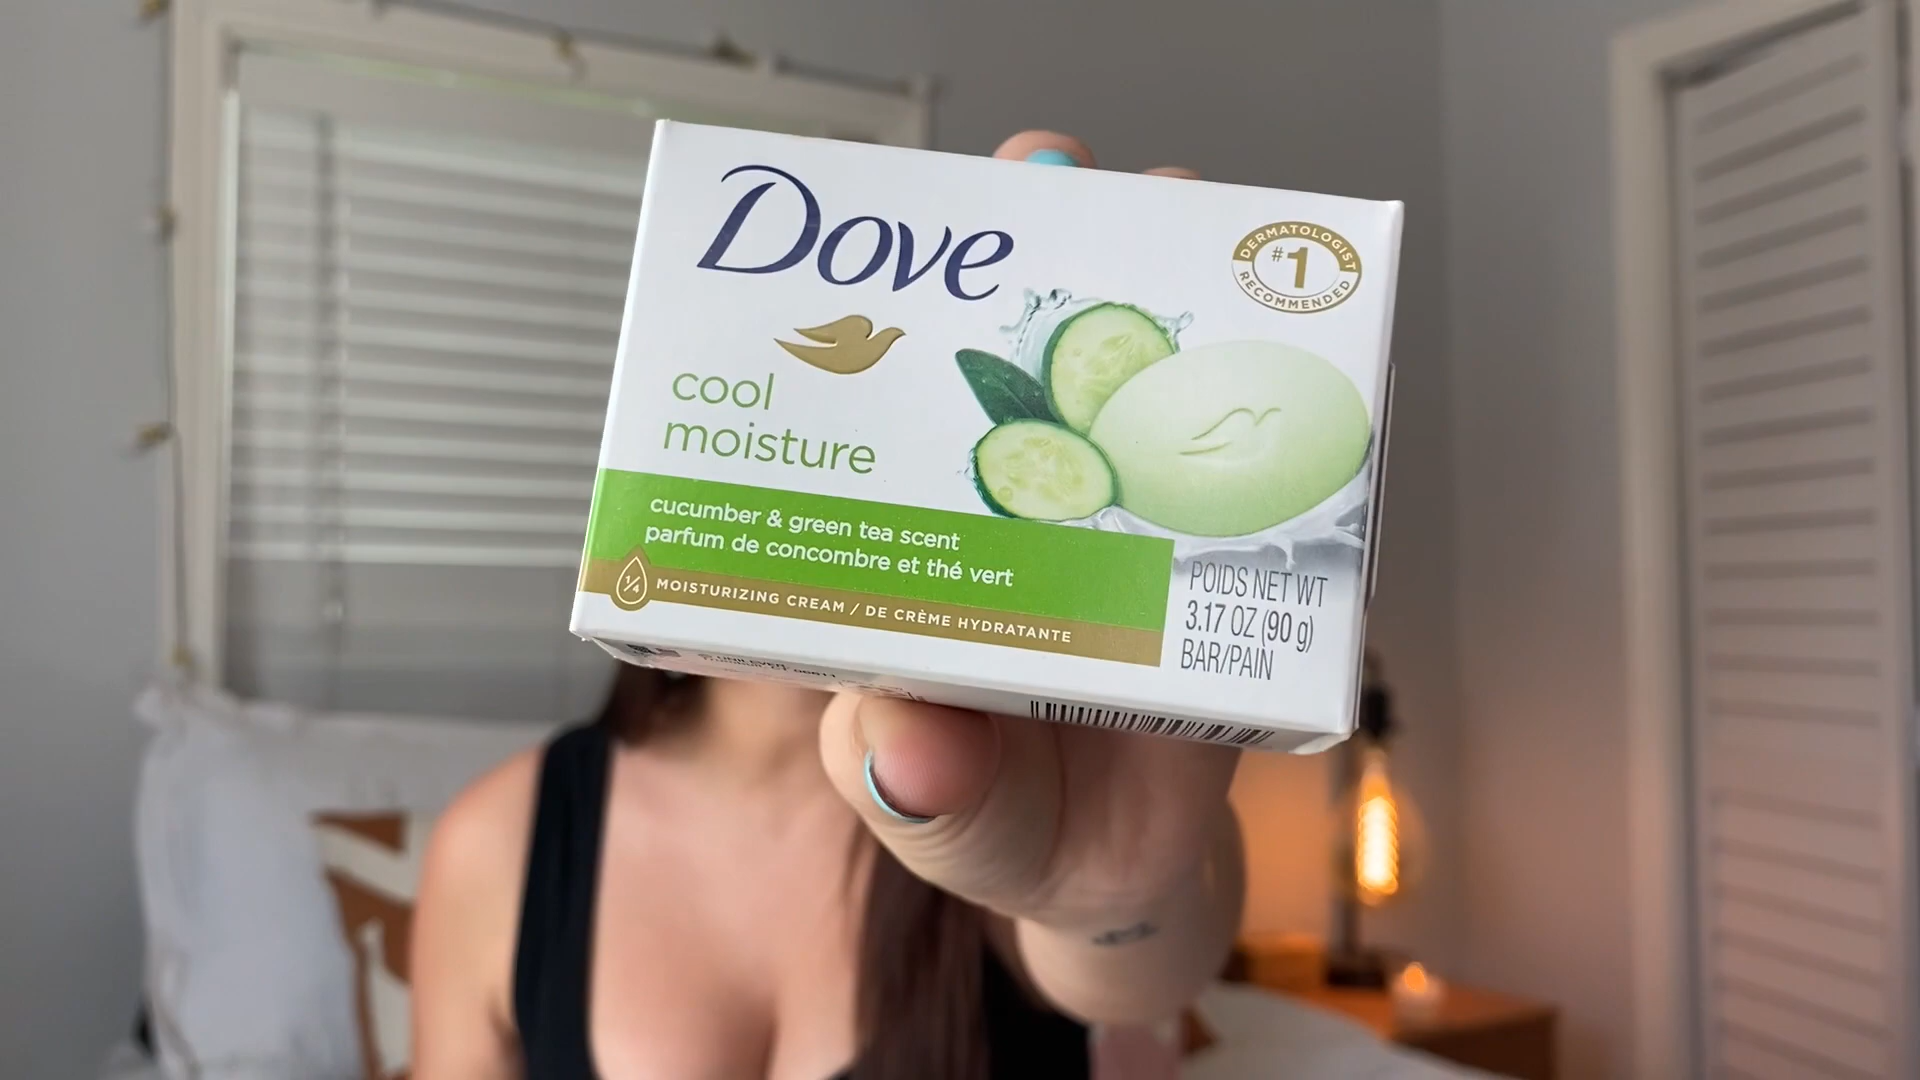 Dove
DERMATOLOGIST
#1
RECOMMENDED
cool
moisture
cucumber & green tea scent
parfum de concombre et thé vert
1/4 MOISTURIZING CREAM / DE CRÈME HYDRATANTE
POIDS NET WT
3.17 OZ (90 g)
BAR/PAIN